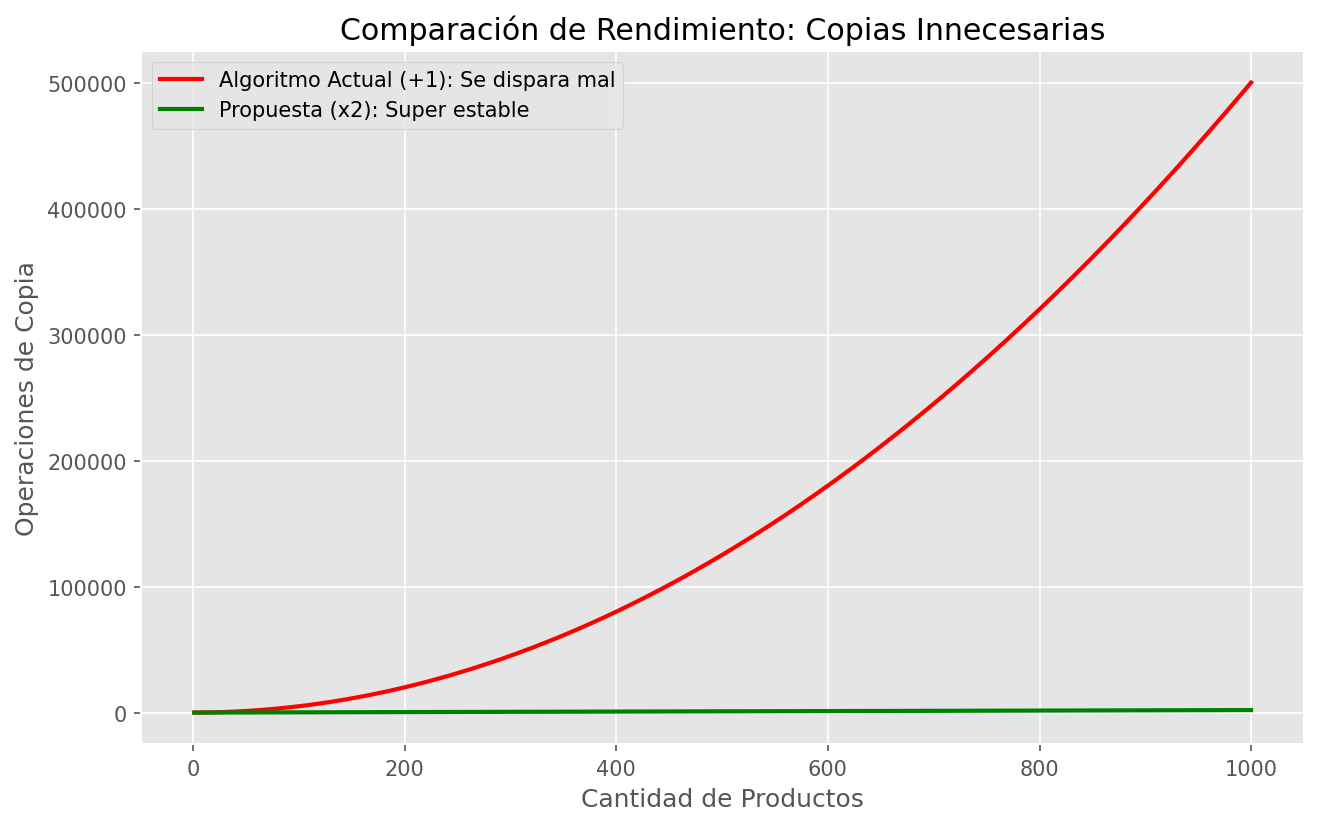 Comparación de Rendimiento: Copias Innecesarias
Algoritmo Actual (+1): Se dispara mal
Propuesta (x2): Super estable
Operaciones de Copia
500000
400000
300000
200000
100000
0
0 200 400 600 800 1000
Cantidad de Productos